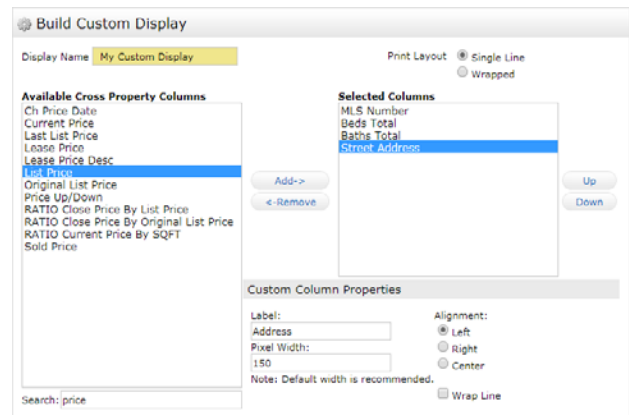 Build Custom Display
Display Name My Custom Display
Print Layout Single Line
Wrapped
Available Cross Property Columns
Ch Price Date
Current Price
Last List Price
Lease Price
Lease Price Desc
List Price
Original List Price
Price Up/Down
RATIO Close Price By List Price
RATIO Close Price By Original List Price
RATIO Current Price By SQFT
Sold Price
Search: price
Add->
<-Remove
Selected Columns
MLS Number
Beds Total
Baths Total
Street Address
Up
Down
Custom Column Properties
Label:
Address
Pixel Width:
150
Note: Default width is recommended.
Alignment:
Left
Right
Center
Wrap Line